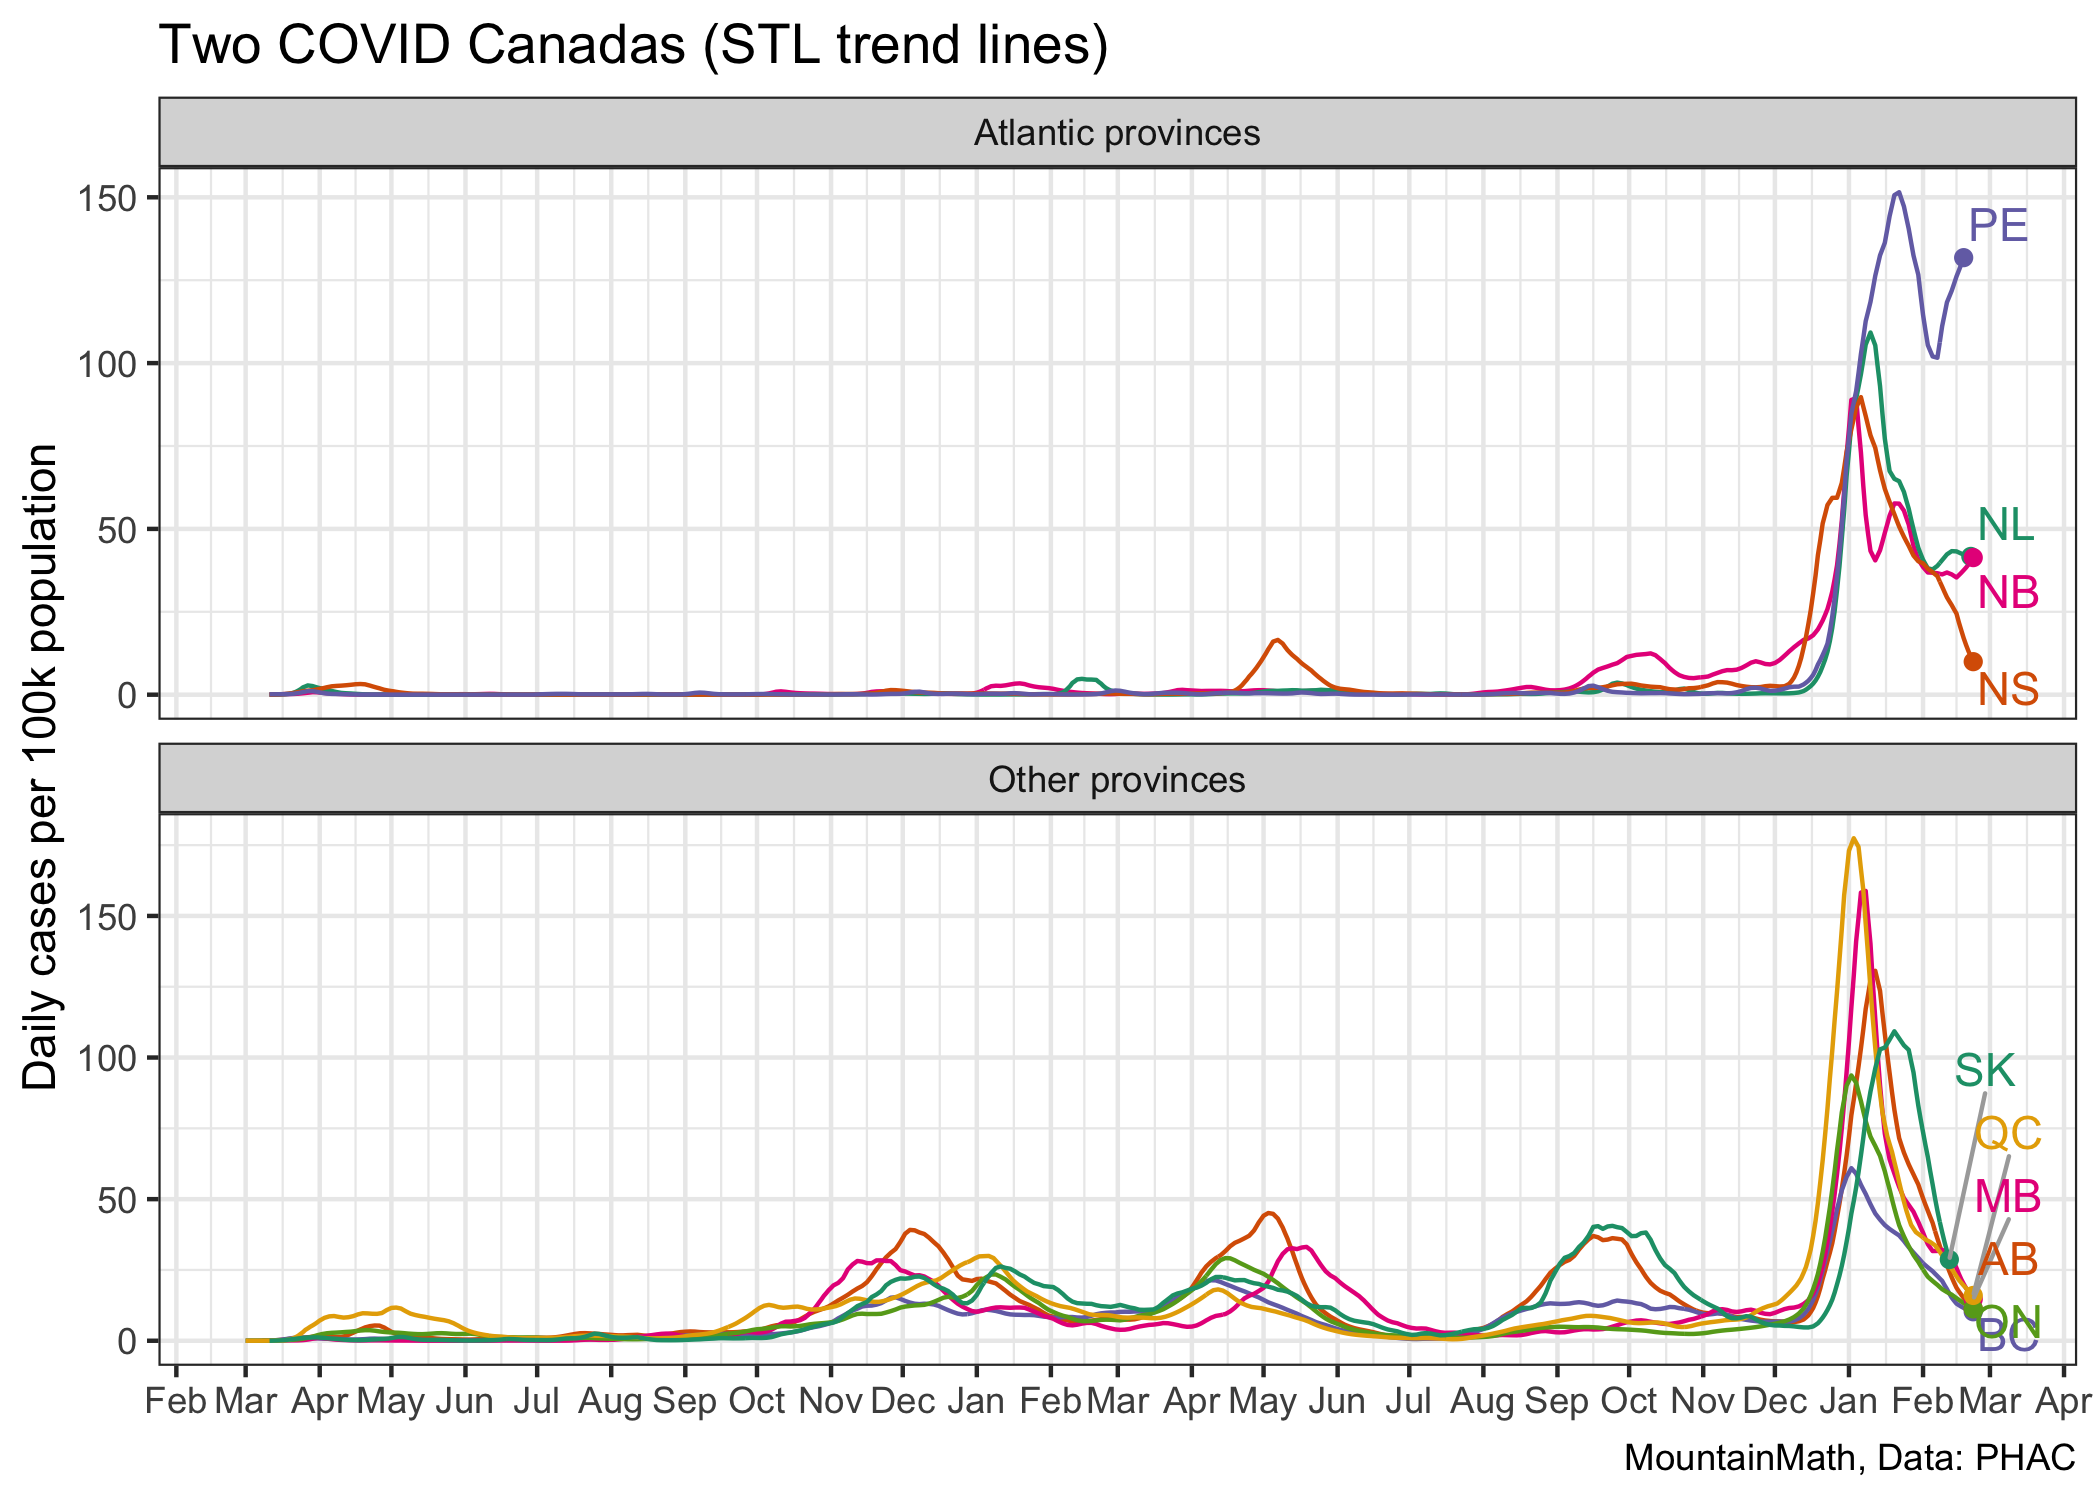 Two COVID Canadas (STL trend lines)
Atlantic provinces
Daily cases per 100k population
150
100
50
0
PE
NL
NB
NS
Other provinces
150
100
50
0
SK
QC
MB
AB
ON
BC
Feb Mar Apr May Jun Jul Aug Sep Oct Nov Dec Jan Feb Mar Apr May Jun Jul Aug Sep Oct Nov Dec Jan Feb Mar Apr
MountainMath, Data: PHAC